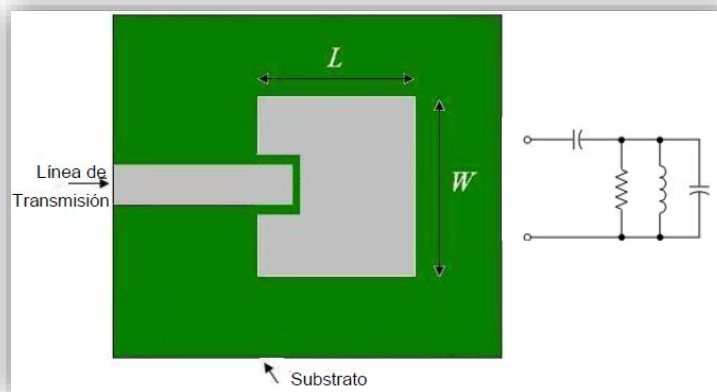 L
Línea de
Transmisión
W
Substrato